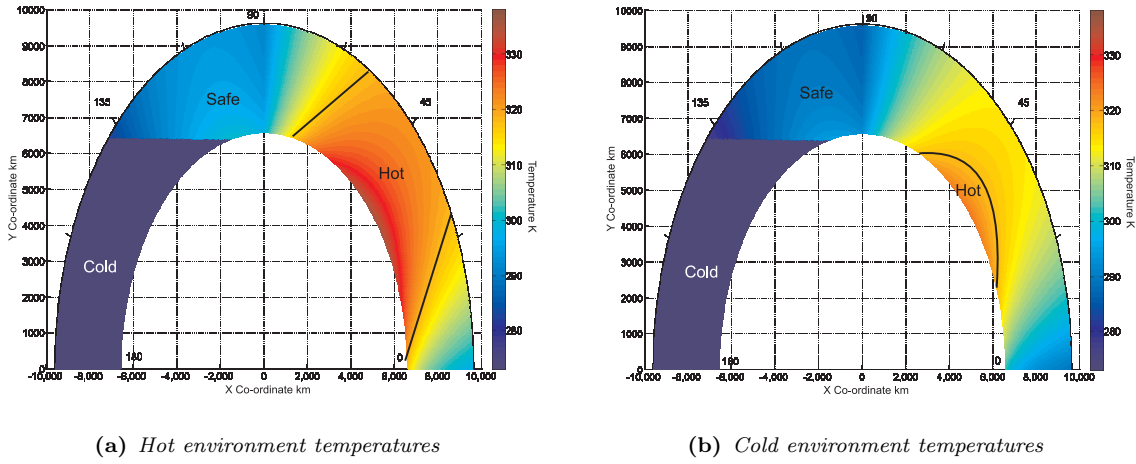 10000
9000
8000
7000
6000
5000
4000
3000
2000
1000
0
-10,000 -8,000 -6,000 -4,000 -2,000 0 2,000 4,000 6,000 8,000 10,000
X Co-ordinate km
Y Co-ordinate km
90
135
45
180
0
Safe
Hot
Cold
330
320
310
300
290
280
Temperature K
(a) Hot environment temperatures
10000
9000
8000
7000
6000
5000
4000
3000
2000
1000
0
-10,000 -8,000 -6,000 -4,000 -2,000 0 2,000 4,000 6,000 8,000 10,000
X Co-ordinate km
Y Co-ordinate km
90
135
45
180
0
Safe
Hot
Cold
330
320
310
300
290
280
Temperature K
(b) Cold environment temperatures